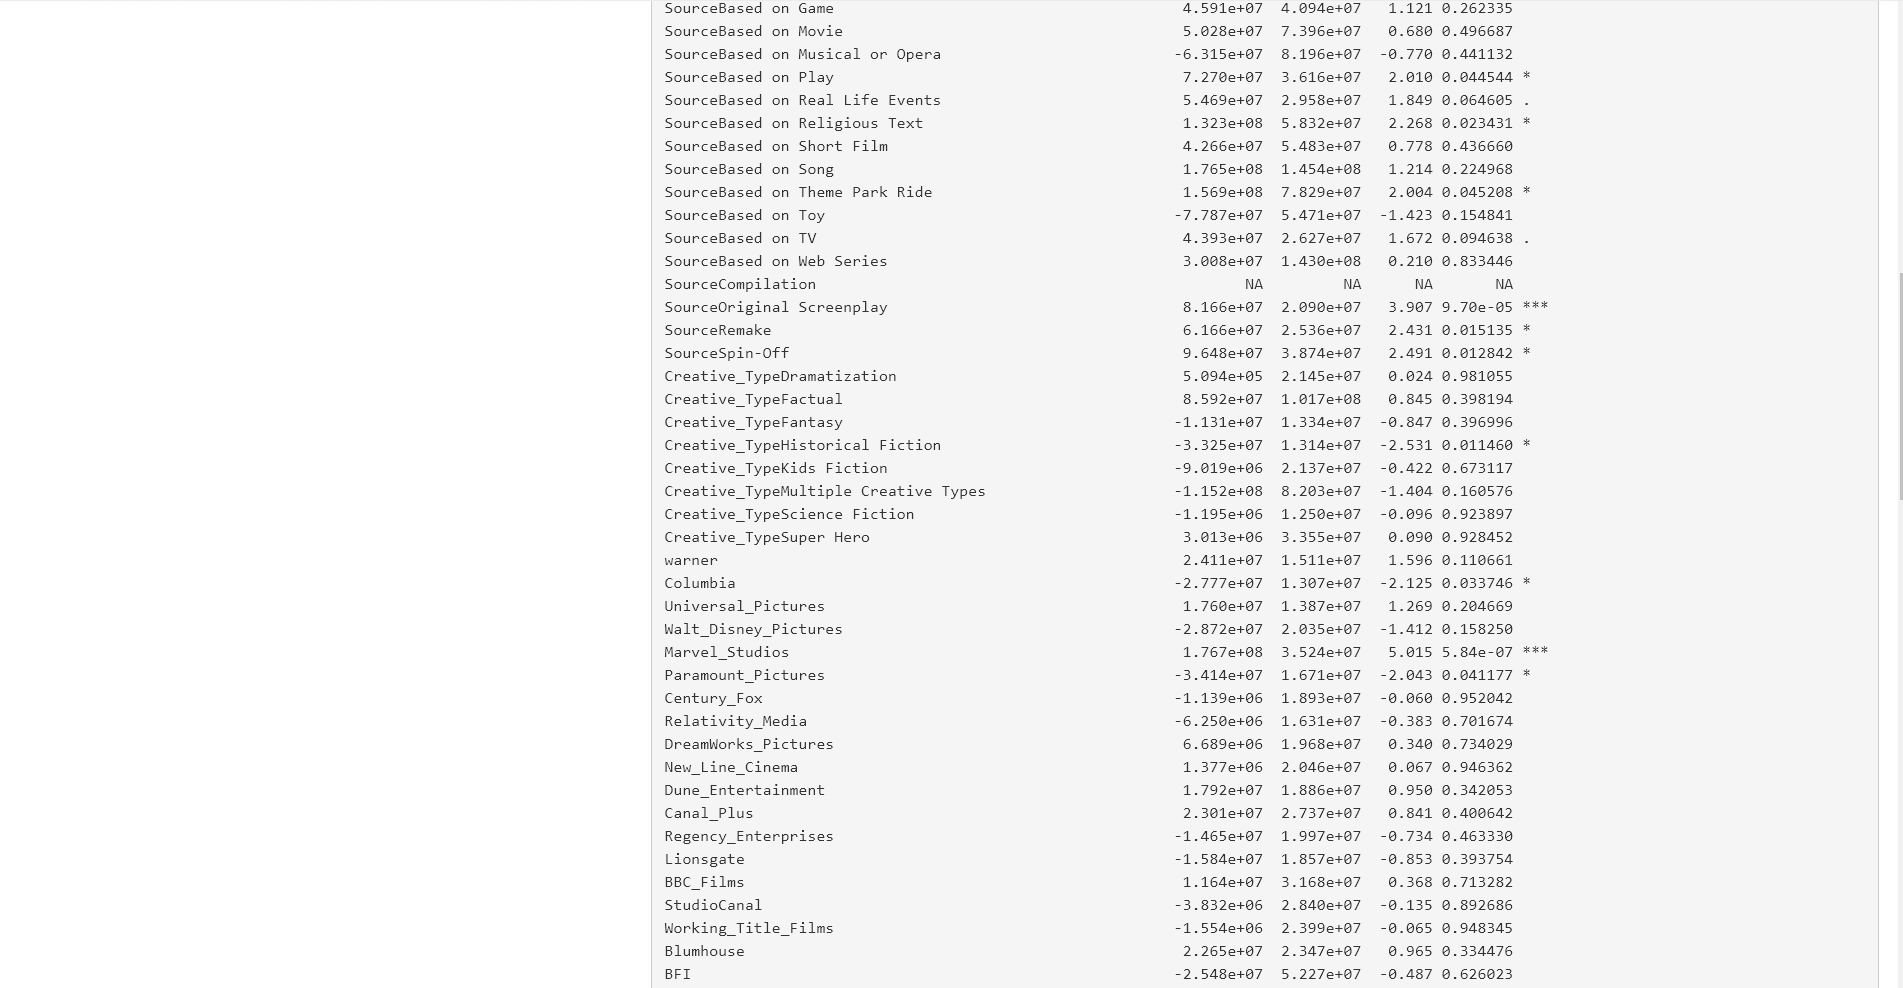 SourceBased on Game 4.591e+07 4.094e+07 1.121 0.262335
SourceBased on Movie 5.028e+07 7.396e+07 0.680 0.496687
SourceBased on Musical or Opera -6.315e+07 8.196e+07 -0.770 0.441132
SourceBased on Play 7.270e+07 3.616e+07 2.010 0.044544 *
SourceBased on Real Life Events 5.469e+07 2.958e+07 1.849 0.064605 .
SourceBased on Religious Text 1.323e+08 5.832e+07 2.268 0.023431 *
SourceBased on Short Film 4.266e+07 5.483e+07 0.778 0.436660
SourceBased on Song 1.765e+08 1.454e+08 1.214 0.224968
SourceBased on Theme Park Ride 1.569e+08 7.829e+07 2.004 0.045208 *
SourceBased on Toy -7.787e+07 5.471e+07 -1.423 0.154841
SourceBased on TV 4.393e+07 2.627e+07 1.672 0.094638 .
SourceBased on Web Series 3.008e+07 1.430e+08 0.210 0.833446
SourceCompilation NA NA NA NA
SourceOriginal Screenplay 8.166e+07 2.090e+07 3.907 9.70e-05 ***
SourceRemake 6.166e+07 2.536e+07 2.431 0.015135 *
SourceSpin-Off 9.648e+07 3.874e+07 2.491 0.012842 *
Creative_TypeDramatization 5.094e+05 2.145e+07 0.024 0.981055
Creative_TypeFactual 8.592e+07 1.017e+08 0.845 0.398194
Creative_TypeFantasy -1.131e+07 1.334e+07 -0.847 0.396996
Creative_TypeHistorical Fiction -3.325e+07 1.314e+07 -2.531 0.011460 *
Creative_TypeKids Fiction -9.019e+06 2.137e+07 -0.422 0.673117
Creative_TypeMultiple Creative Types -1.152e+08 8.203e+07 -1.404 0.160576
Creative_TypeScience Fiction -1.195e+06 1.250e+07 -0.096 0.923897
Creative_TypeSuper Hero 3.013e+06 3.355e+07 0.090 0.928452
warner 2.411e+07 1.511e+07 1.596 0.110661
Columbia -2.777e+07 1.307e+07 -2.125 0.033746 *
Universal_Pictures 1.760e+07 1.387e+07 1.269 0.204669
Walt_Disney_Pictures -2.872e+07 2.035e+07 -1.412 0.158250
Marvel_Studios 1.767e+08 3.524e+07 5.015 5.84e-07 ***
Paramount_Pictures -3.414e+07 1.671e+07 -2.043 0.041177 *
Century_Fox -1.139e+06 1.893e+07 -0.060 0.952042
Relativity_Media -6.250e+06 1.631e+07 -0.383 0.701674
DreamWorks_Pictures 6.689e+06 1.968e+07 0.340 0.734029
New_Line_Cinema 1.377e+06 2.046e+07 0.067 0.946362
Dune_Entertainment 1.792e+07 1.886e+07 0.950 0.342053
Canal_Plus 2.301e+07 2.737e+07 0.841 0.400642
Regency_Enterprises -1.465e+07 1.997e+07 -0.734 0.463330
Lionsgate -1.584e+07 1.857e+07 -0.853 0.393754
BBC_Films 1.164e+07 3.168e+07 0.368 0.713282
StudioCanal -3.832e+06 2.840e+07 -0.135 0.892686
Working_Title_Films -1.554e+06 2.399e+07 -0.065 0.948345
Blumhouse 2.265e+07 2.347e+07 0.965 0.334476
BFI -2.548e+07 5.227e+07 -0.487 0.626023